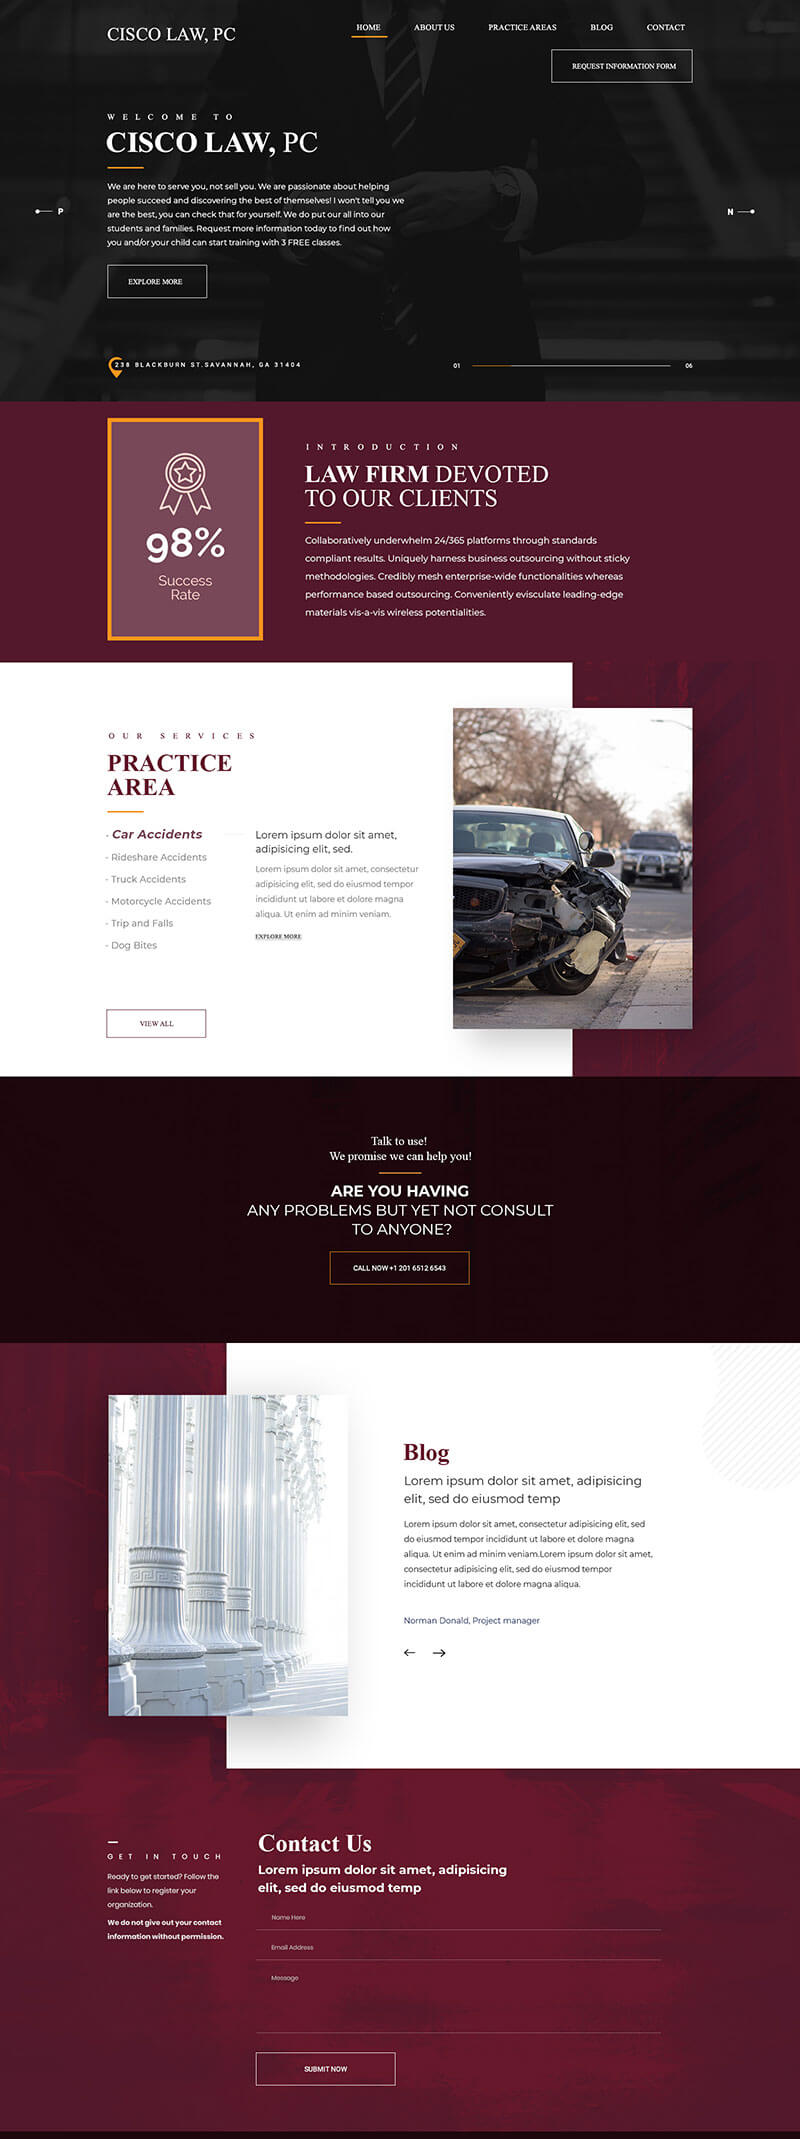 CISCO LAW, PC
HOME ABOUT US PRACTICE AREAS BLOG CONTACT
REQUEST INFORMATION FORM
WELCOME TO
CISCO LAW, PC
We are here to serve you, not sell you. We are passionate about helping
people succeed and discovering the best of themselves! I won't tell you we
are the best, you can check that for yourself. We do put our all into our
students and families. Request more information today to find out how
you and/or your child can start training with 3 FREE classes.
P
N
EXPLORE MORE
238 BLACKBURN ST.SAVANNAH, GA 31404
01 06
98%
Success
Rate
INTRODUCTION
LAW FIRM DEVOTED
TO OUR CLIENTS
Collaboratively underwhelm 24/365 platforms through standards
compliant results. Uniquely harness business outsourcing without sticky
methodologies. Credibly mesh enterprise-wide functionalities whereas
performance based outsourcing. Conveniently evisculate leading-edge
materials vis-a-vis wireless potentialities.
OUR SERVICES
PRACTICE
AREA
- Car Accidents
- Rideshare Accidents
- Truck Accidents
- Motorcycle Accidents
- Trip and Falls
- Dog Bites
Lorem ipsum dolor sit amet,
adipisicing elit, sed.
Lorem ipsum dolor sit amet, consectetur
adipisicing elit, sed do eiusmod tempor
incididunt ut labore et dolore magna
aliqua. Ut enim ad minim veniam.
EXPLORE MORE
VIEW ALL
Talk to use!
We promise we can help you!
ARE YOU HAVING
ANY PROBLEMS BUT YET NOT CONSULT
TO ANYONE?
CALL NOW +1 201 6512 6543
Blog
Lorem ipsum dolor sit amet, adipisicing
elit, sed do eiusmod temp
Lorem ipsum dolor sit amet, consectetur adipisicing elit, sed
do eiusmod tempor incididunt ut labore et dolore magna
aliqua. Ut enim ad minim veniam.Lorem ipsum dolor sit amet,
consectetur adipisicing elit, sed do eiusmod tempor
incididunt ut labore et dolore magna aliqua.
Norman Donald, Project manager
GET IN TOUCH
Ready to get started? Follow the
link below to register your
organization.
We do not give out your contact
information without permission.
Contact Us
Lorem ipsum dolor sit amet, adipisicing
elit, sed do eiusmod temp
Name Here
Email Address
Message
SUBMIT NOW